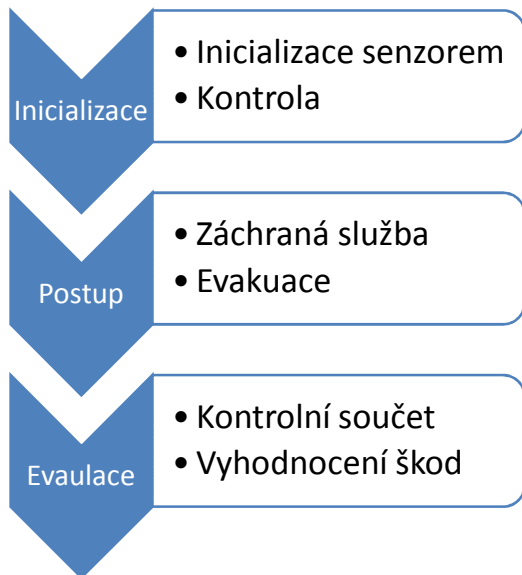 Inicializace
• Inicializace senzorem
• Kontrola
Postup
• Záchraná služba
• Evakuace
Evaulace
• Kontrolní součet
• Vyhodnocení škod